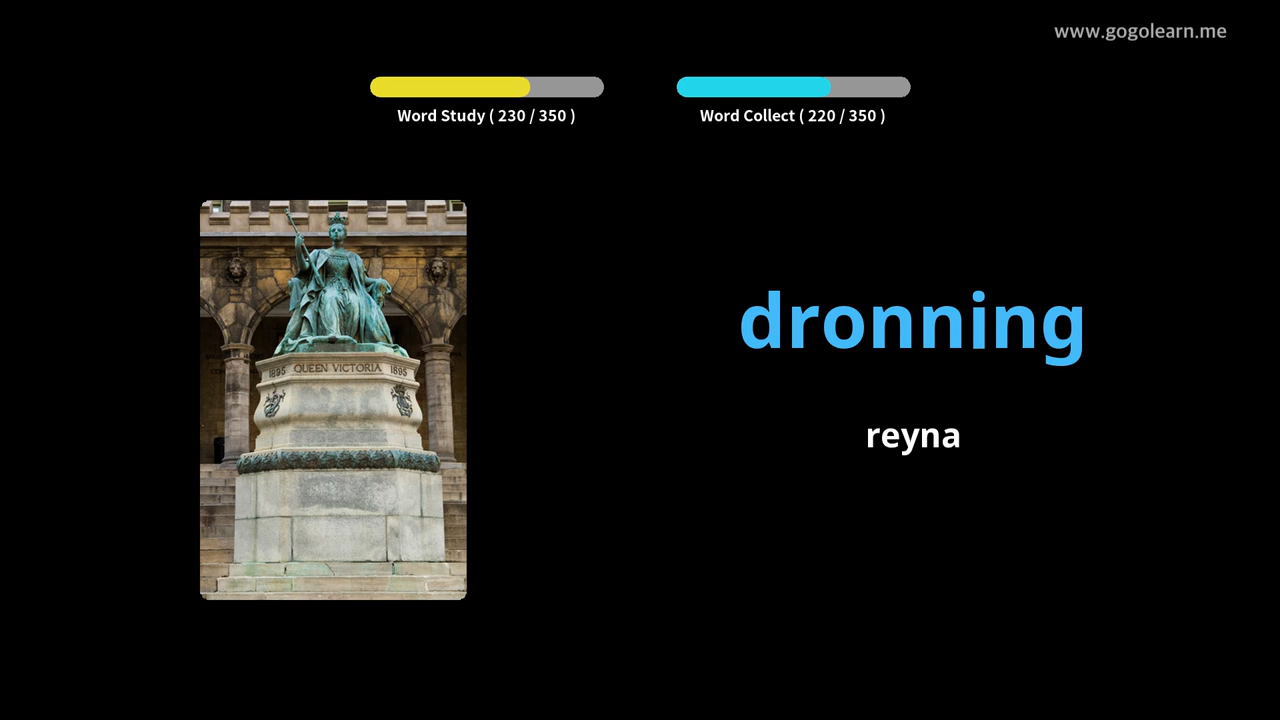 www.gogolearn.me
Word Study ( 230 / 350 )
Word Collect ( 220 / 350 )
1895 QUEEN VICTORIA 1895
dronning
reyna